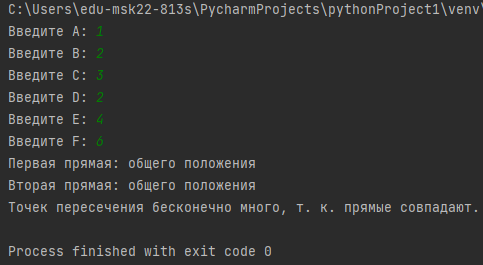 C:\Users\edu-msk22-813s\PycharmProjects\pythonProject1\venv\
Введите A: 1
Введите B: 2
Введите C: 3
Введите D: 2
Введите E: 4
Введите F: 6
Первая прямая: общего положения
Вторая прямая: общего положения
Точек пересечения бесконечно много, т. к. прямые совпадают.
Process finished with exit code 0